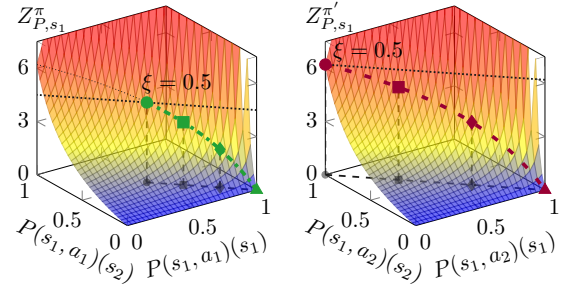 Z^π_{P,s_1}
6
3
0
1
0.5
0
0
0.5
1
ξ = 0.5
P(s_1, a_1)(s_2)
P(s_1, a_1)(s_1)
Z^{π′}_{P,s_1}
6
3
0
1
0.5
0
0
0.5
1
ξ = 0.5
P(s_1, a_2)(s_2)
P(s_1, a_2)(s_1)